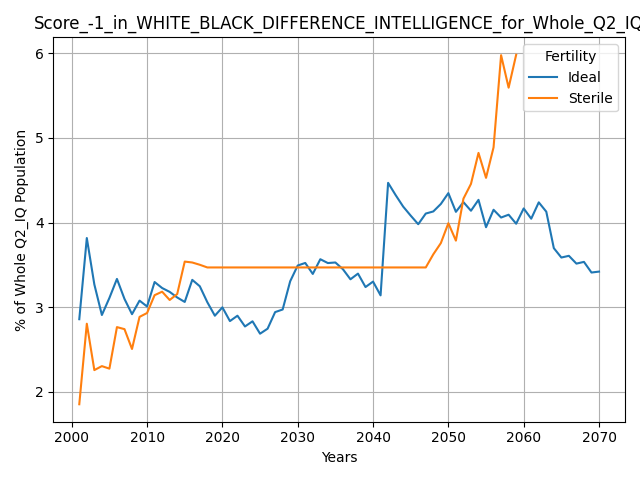 Score_-1_in_WHITE_BLACK_DIFFERENCE_INTELLIGENCE_for_Whole_Q2_IQ
% of Whole Q2_IQ Population
6
5
4
3
2
Fertility
Ideal
Sterile
2000 2010 2020 2030 2040 2050 2060 2070
Years